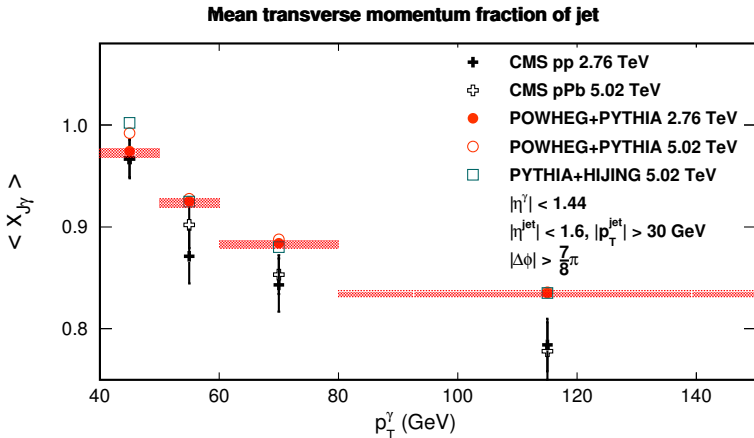 Mean transverse momentum fraction of jet
CMS pp 2.76 TeV
CMS pPb 5.02 TeV
POWHEG+PYTHIA 2.76 TeV
POWHEG+PYTHIA 5.02 TeV
PYTHIA+HIJING 5.02 TeV
|η^γ| < 1.44
|η^jet| < 1.6, |p_T^jet| > 30 GeV
|Δϕ| > 7/8 π
< X_Jγ >
1.0
0.9
0.8
40 60 80 100 120 140
p_T^γ (GeV)